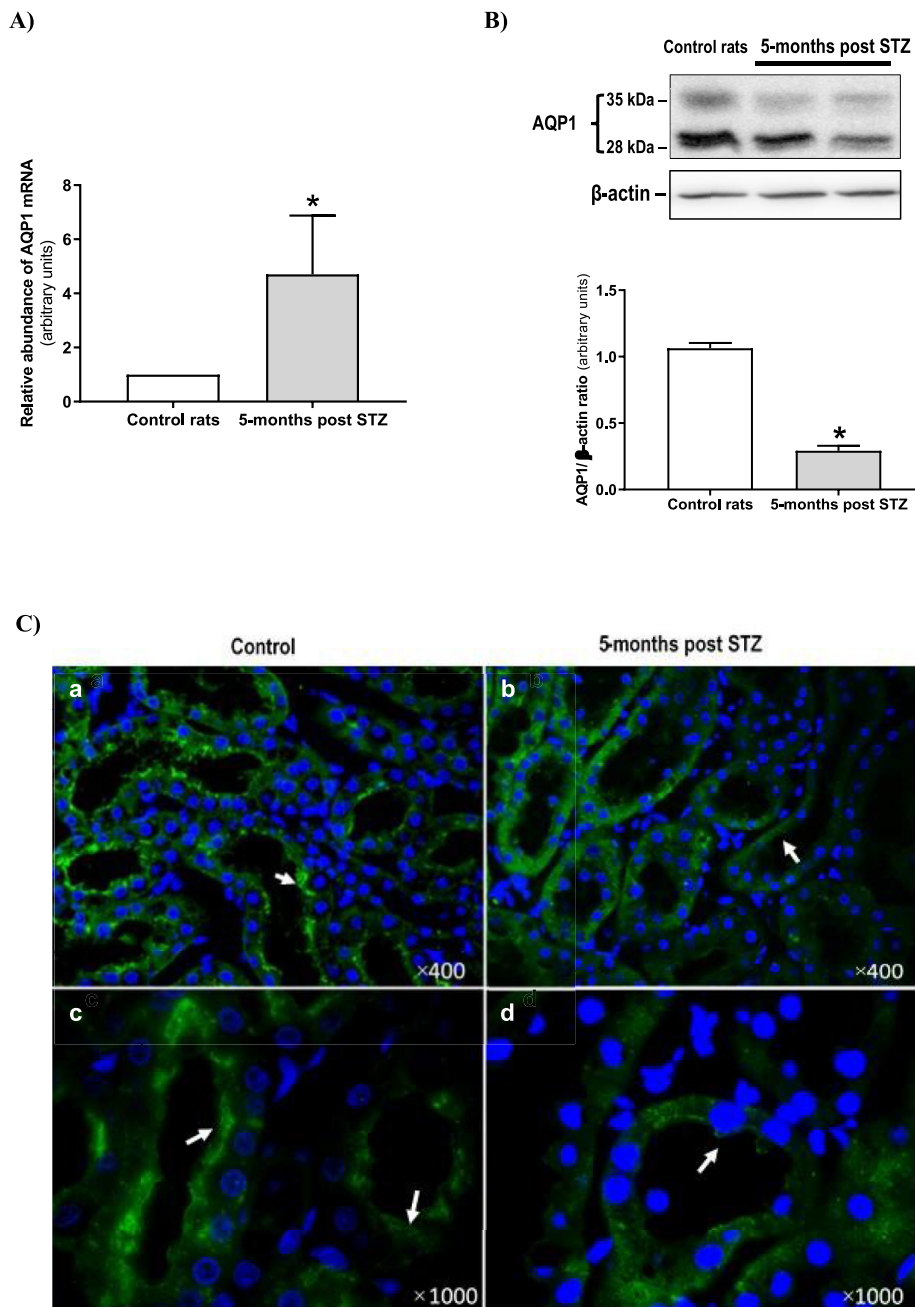 A)
Relative abundance of AQP1 mRNA
(arbitrary units)
8
6
4
2
0
*
Control rats
5-months post STZ
B)
Control rats
5-months post STZ
AQP1
35 kDa –
28 kDa –
β-actin –
AQP1/β-actin ratio (arbitrary units)
1.5
1.0
0.5
0.0
*
Control rats
5-months post STZ
C)
Control
5-months post STZ
a
a
×400
b
b
×400
c
c
×1000
d
d
×1000